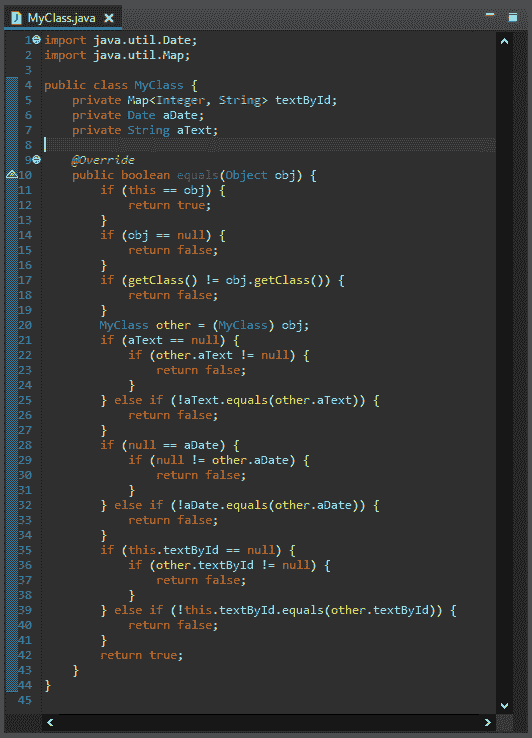 MyClass.java
1 import java.util.Date;
2 import java.util.Map;
3
4 public class MyClass {
5     private Map<Integer, String> textById;
6     private Date aDate;
7     private String aText;
8
9     @Override
10     public boolean equals(Object obj) {
11         if (this == obj) {
12             return true;
13         }
14         if (obj == null) {
15             return false;
16         }
17         if (getClass() != obj.getClass()) {
18             return false;
19         }
20         MyClass other = (MyClass) obj;
21         if (aText == null) {
22             if (other.aText != null) {
23                 return false;
24             }
25         } else if (!aText.equals(other.aText)) {
26             return false;
27         }
28         if (null == aDate) {
29             if (null != other.aDate) {
30                 return false;
31             }
32         } else if (!aDate.equals(other.aDate)) {
33             return false;
34         }
35         if (this.textById == null) {
36             if (other.textById != null) {
37                 return false;
38             }
39         } else if (!this.textById.equals(other.textById)) {
40             return false;
41         }
42         return true;
43     }
44 }
45